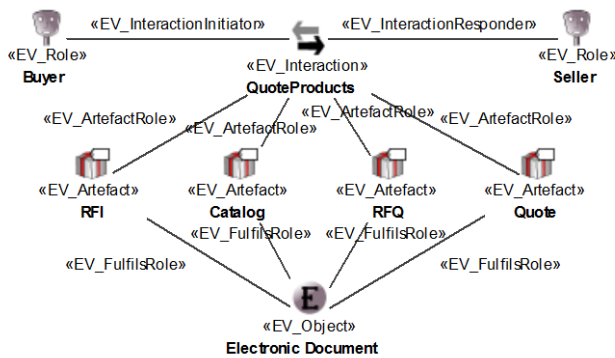 «EV_InteractionInitiator» «EV_InteractionResponder»
«EV_Role» «EV_Interaction» «EV_Role»
Buyer QuoteProducts Seller
«EV_ArtefactRole» «EV_ArtefactRole» «EV_ArtefactRole» «EV_ArtefactRole»
«EV_Artefact» «EV_Artefact» «EV_Artefact» «EV_Artefact»
RFI Catalog RFQ Quote
«EV_FulfilsRole» «EV_FulfilsRole» «EV_FulfilsRole» «EV_FulfilsRole»
E
«EV_Object»
Electronic Document